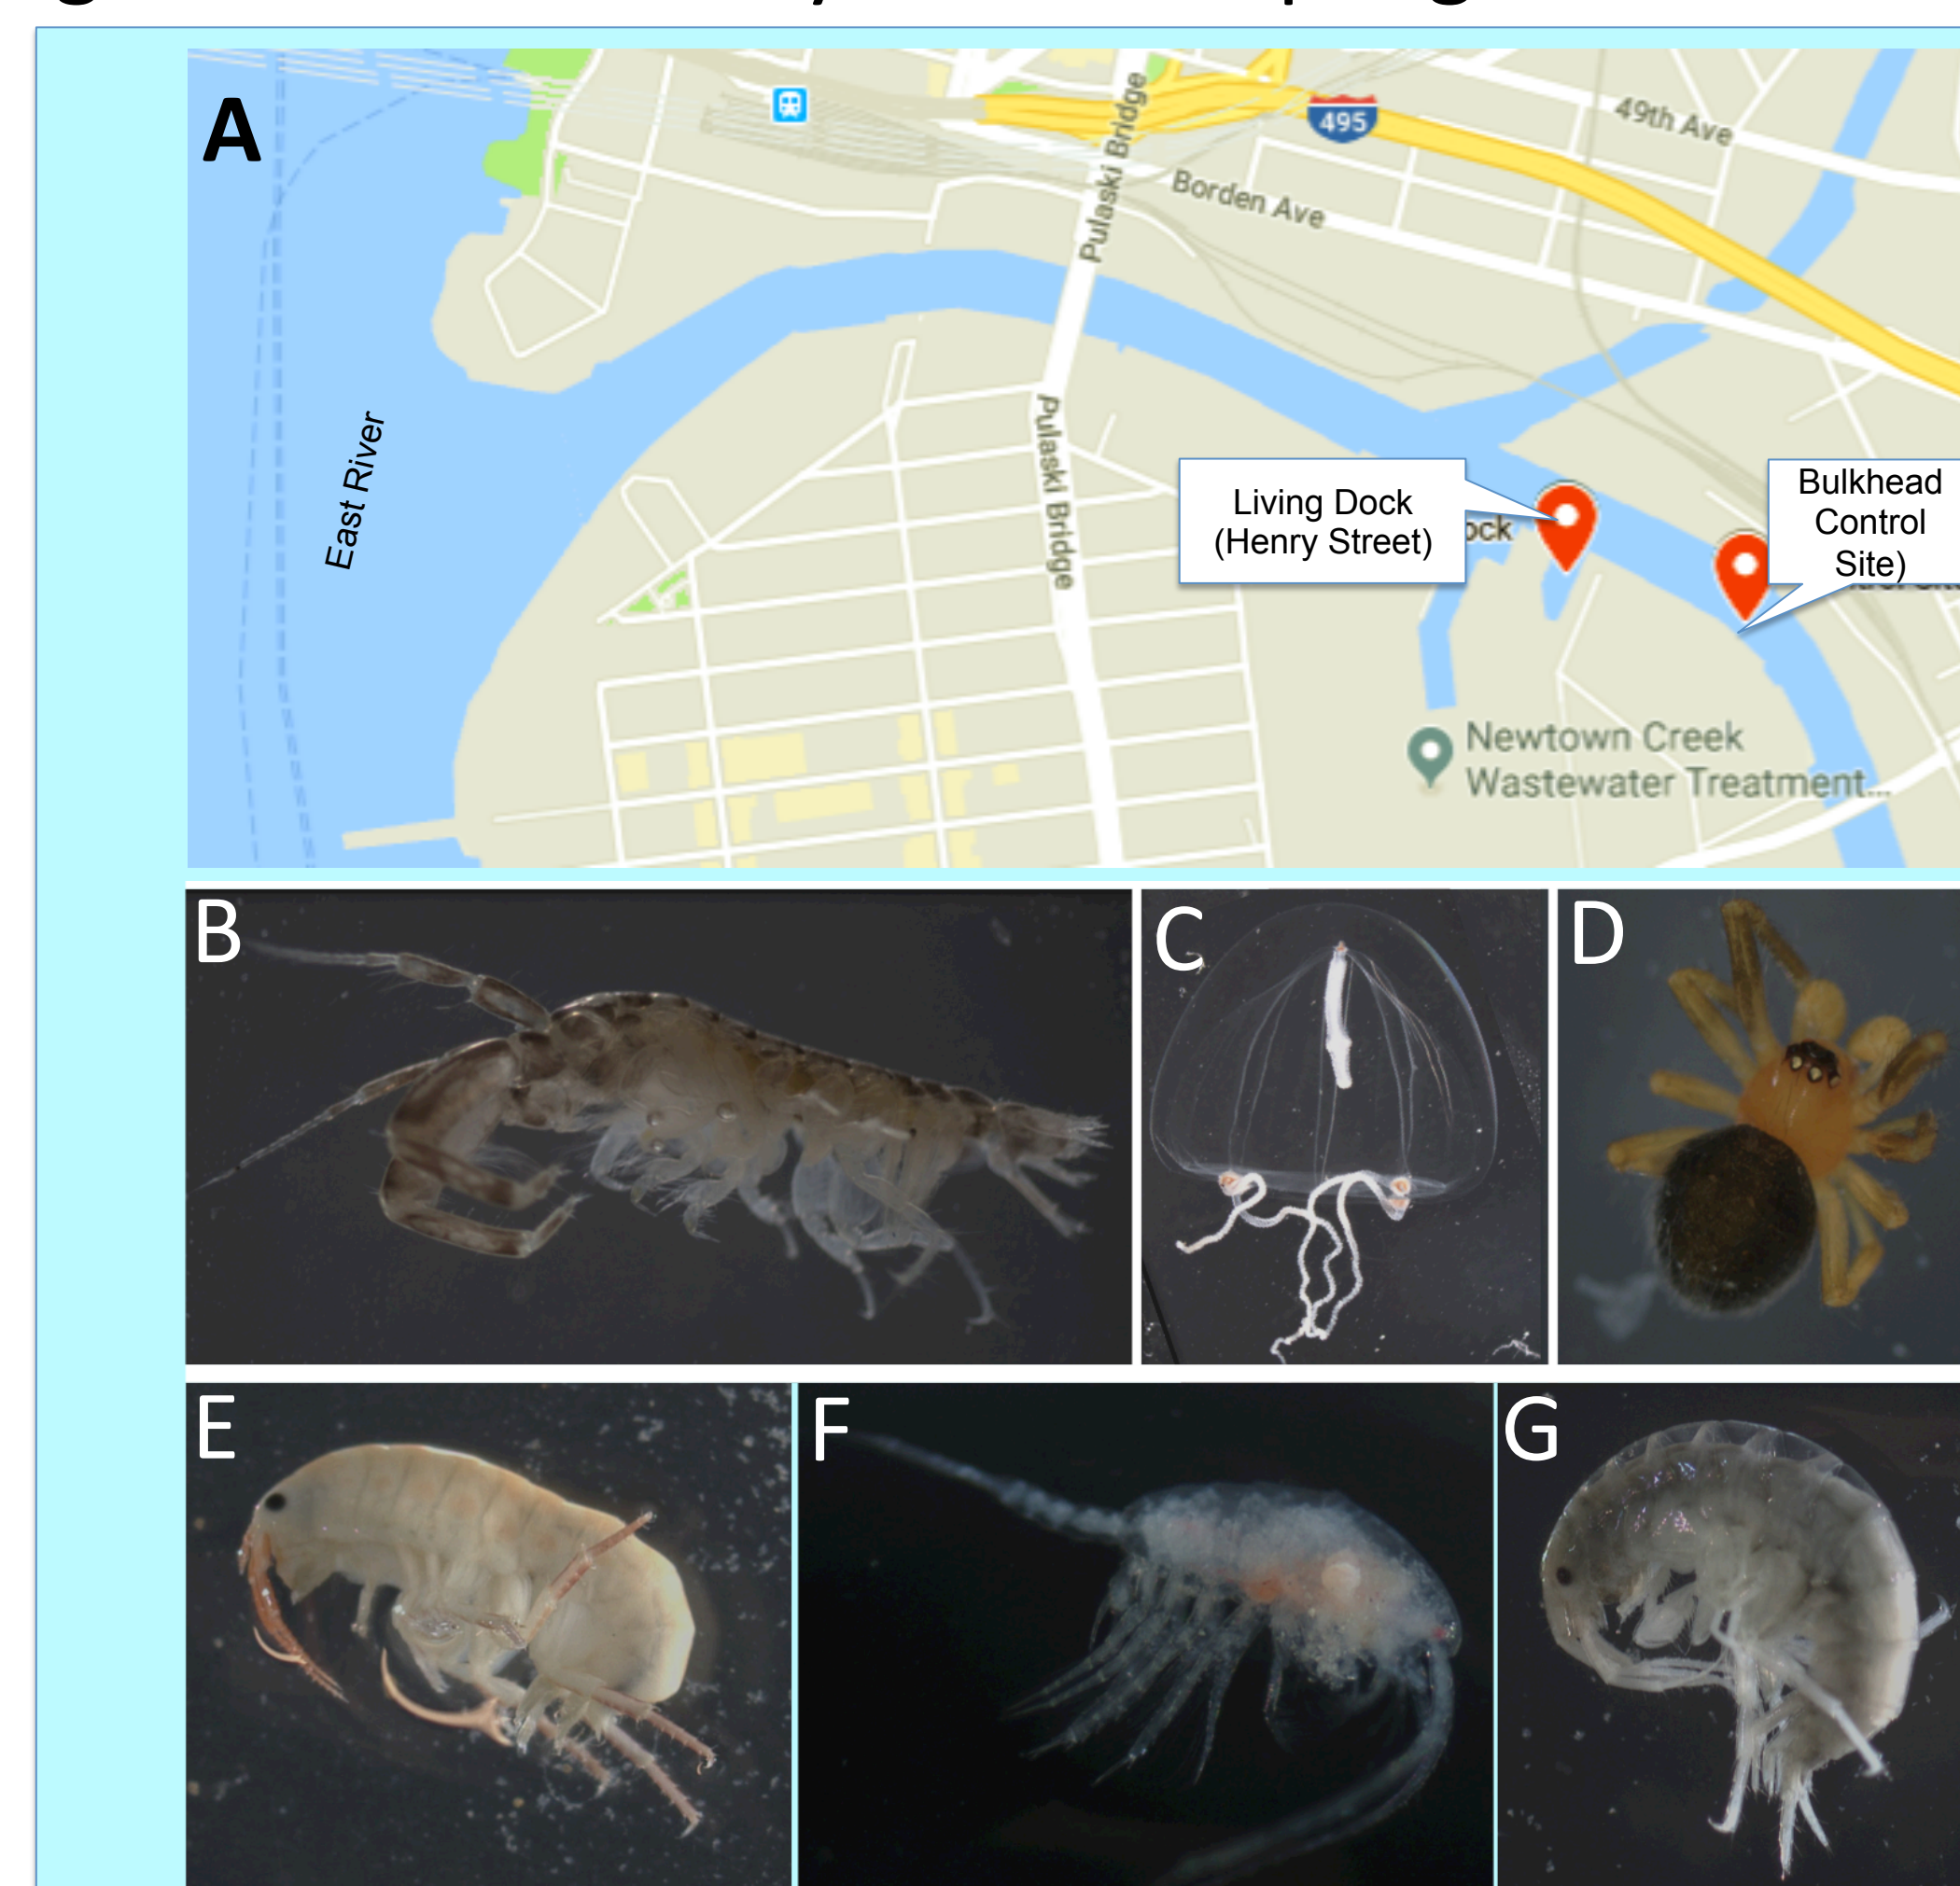 A
495
49th Ave
Pulaski Bridge
Borden Ave
East River
Pulaski Bridge
Living Dock
(Henry Street)
ock
Bulkhead
Control
Site)
Newtown Creek
Wastewater Treatment...
B
C
D
E
F
G